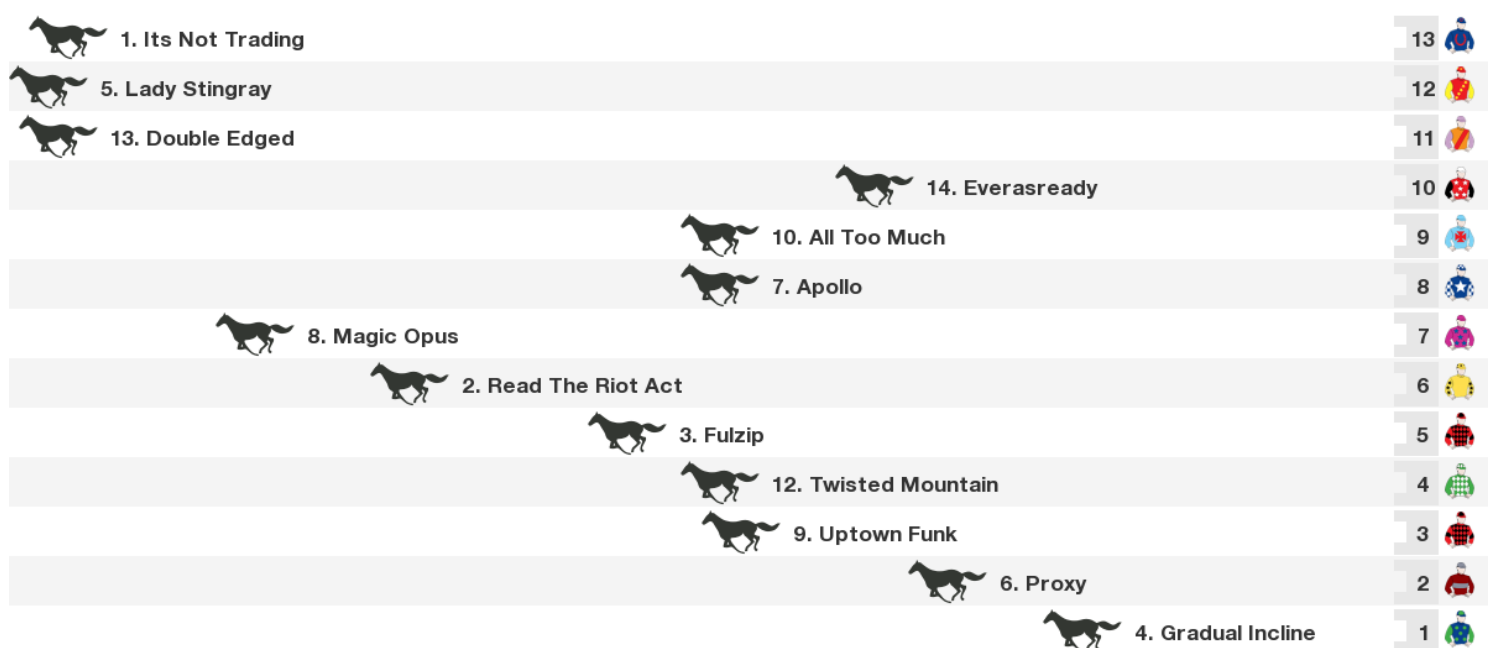 1. Its Not Trading 13
5. Lady Stingray 12
13. Double Edged 11
14. Everasready 10
10. All Too Much 9
7. Apollo 8
8. Magic Opus 7
2. Read The Riot Act 6
3. Fulzip 5
12. Twisted Mountain 4
9. Uptown Funk 3
6. Proxy 2
4. Gradual Incline 1